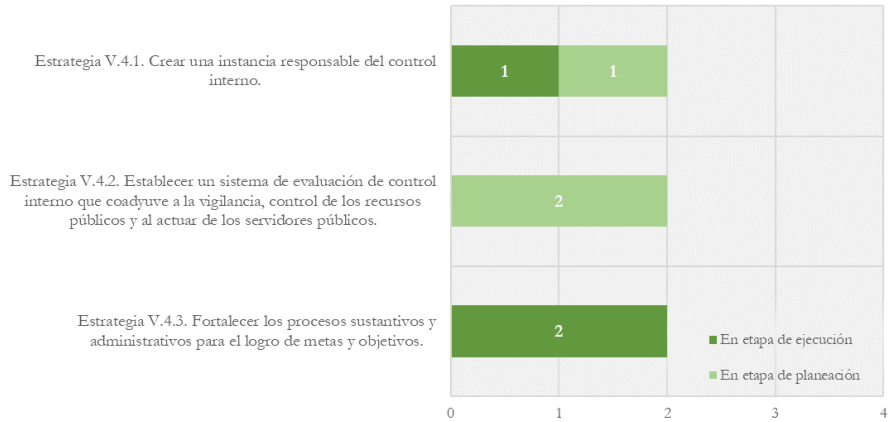 Estrategia V.4.1. Crear una instancia responsable del control
interno.
1 1
Estrategia V.4.2. Establecer un sistema de evaluación de control
interno que coadyuve a la vigilancia, control de los recursos
públicos y al actuar de los servidores públicos.
2
Estrategia V.4.3. Fortalecer los procesos sustantivos y
administrativos para el logro de metas y objetivos.
2
En etapa de ejecución
En etapa de planeación
0 1 2 3 4